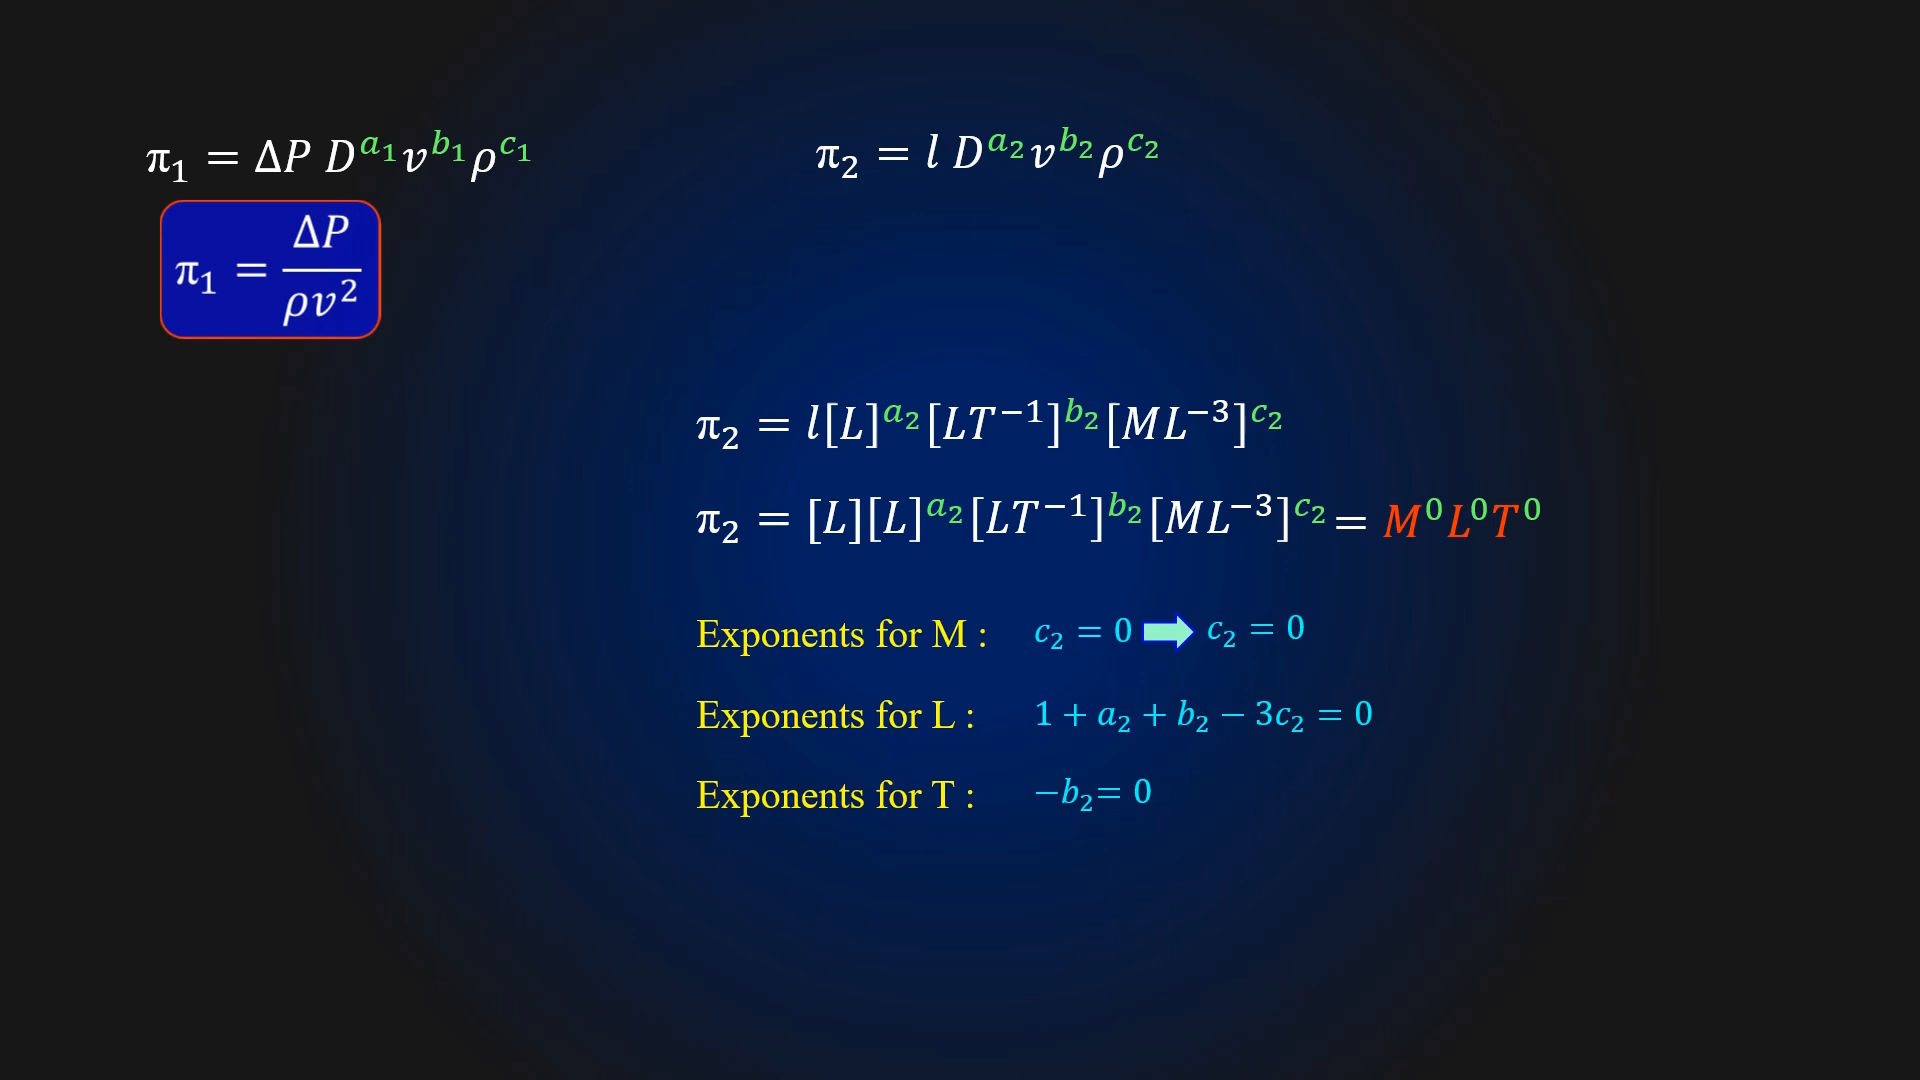 π₁ = ΔP D^a₁ v^b₁ ρ^c₁
π₁ = ΔP / ρv²
π₂ = l D^a₂ v^b₂ ρ^c₂
π₂ = l[L]^a₂ [LT⁻¹]^b₂ [ML⁻³]^c₂
π₂ = [L][L]^a₂ [LT⁻¹]^b₂ [ML⁻³]^c₂ = M⁰L⁰T⁰
Exponents for M : c₂ = 0 c₂ = 0
Exponents for L : 1 + a₂ + b₂ − 3c₂ = 0
Exponents for T : −b₂= 0